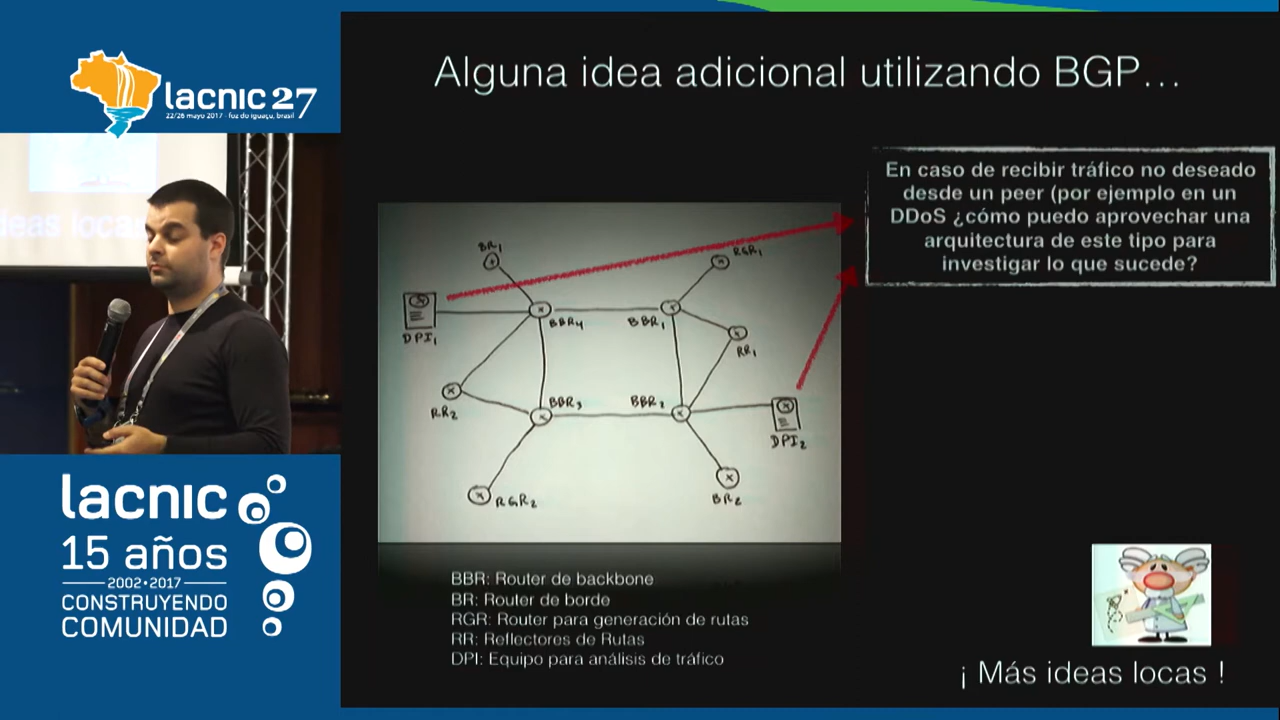 Alguna idea adicional utilizando BGP...
lacnic 27
22/26 mayo 2017 - foz do iguaçu, brasil
En caso de recibir tráfico no deseado
desde un peer (por ejemplo en un
DDoS ¿cómo puedo aprovechar una
arquitectura de este tipo para
investigar lo que sucede?
deas locas
BR1
RGR1
DPI1
BBR4
BBR1
RR1
RR2
BBR3
BBR2
DPI2
RGR2
BR2
lacnic
15 años
2002•2017
CONSTRUYENDO
COMUNIDAD
BBR: Router de backbone
BR: Router de borde
RGR: Router para generación de rutas
RR: Reflectores de Rutas
DPI: Equipo para análisis de tráfico
¡ Más ideas locas !